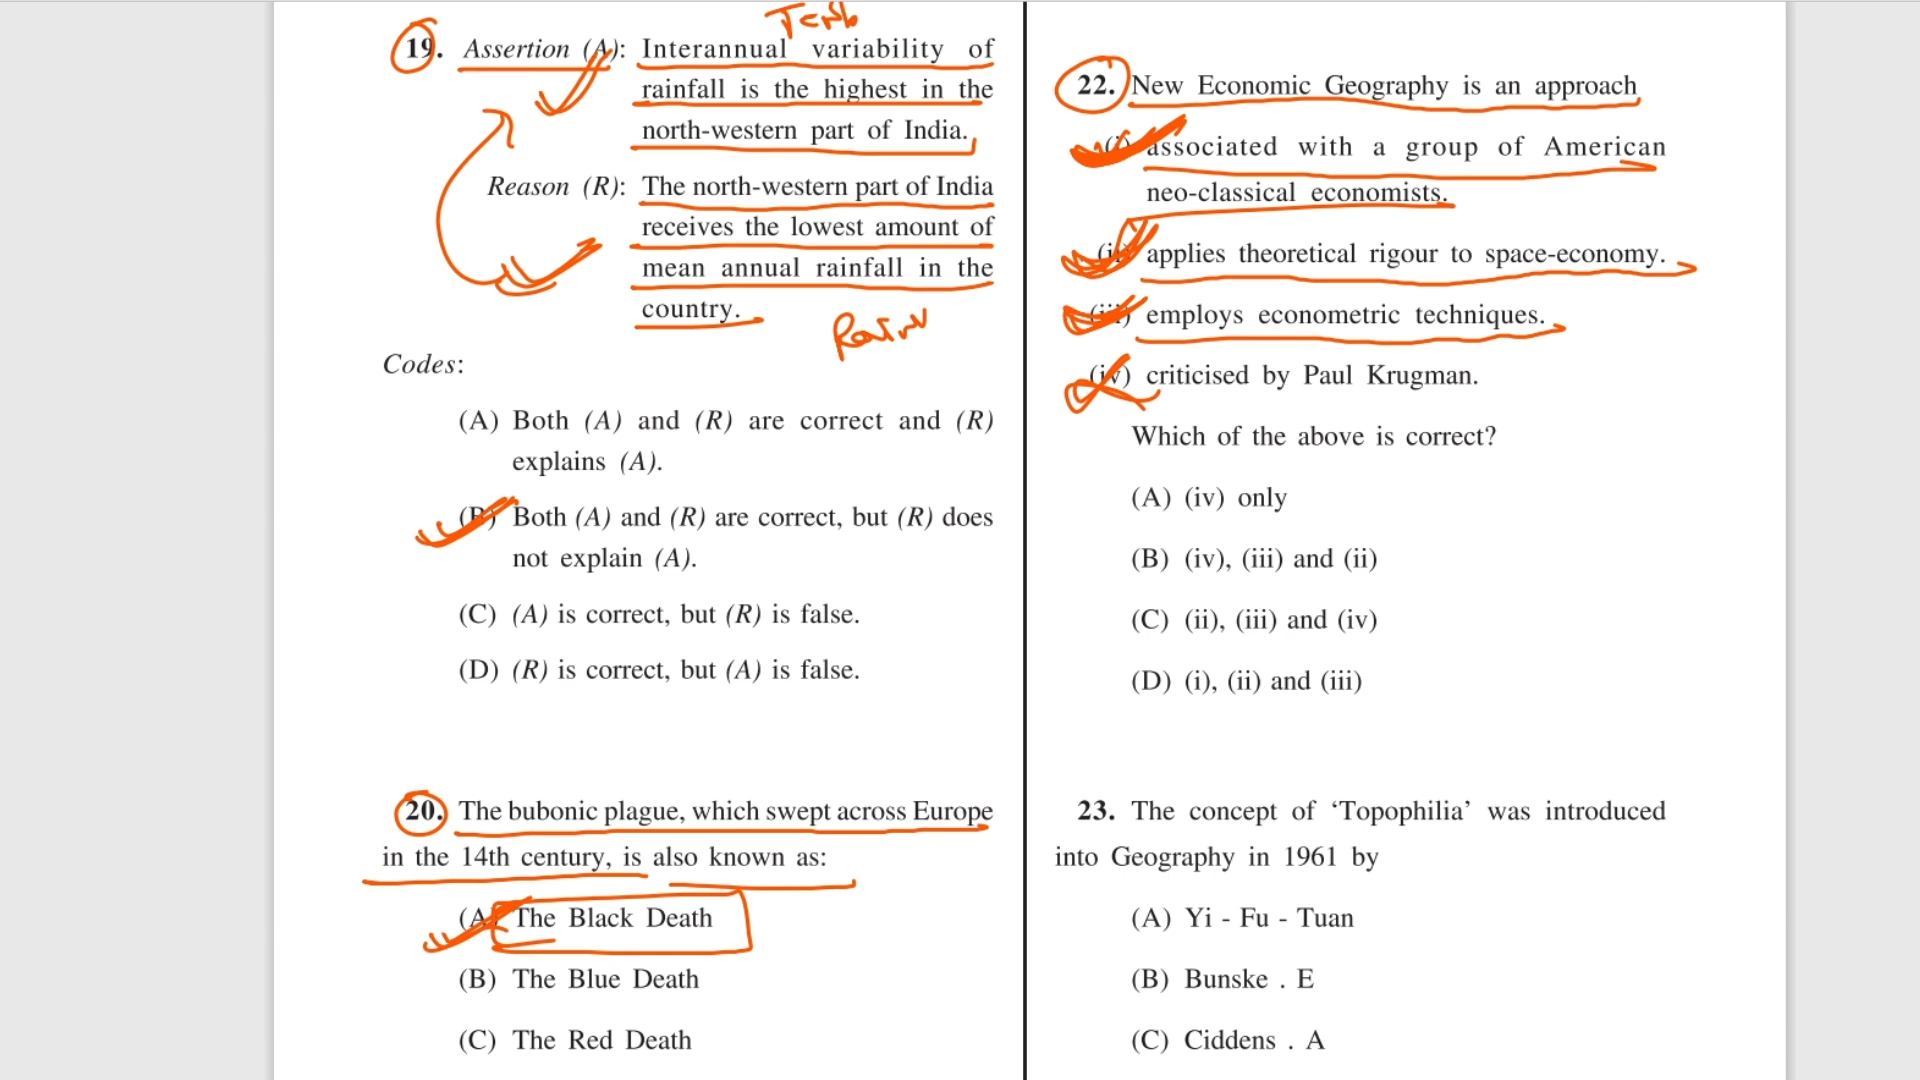 19. Assertion (A): Interannual variability of
rainfall is the highest in the
north-western part of India.
Reason (R): The north-western part of India
receives the lowest amount of
mean annual rainfall in the
country.
Codes:
(A) Both (A) and (R) are correct and (R)
explains (A).
(B) Both (A) and (R) are correct, but (R) does
not explain (A).
(C) (A) is correct, but (R) is false.
(D) (R) is correct, but (A) is false.
20. The bubonic plague, which swept across Europe
in the 14th century, is also known as:
(A) The Black Death
(B) The Blue Death
(C) The Red Death
22. New Economic Geography is an approach
(i) associated with a group of American
neo-classical economists.
(ii) applies theoretical rigour to space-economy.
(iii) employs econometric techniques.
(iv) criticised by Paul Krugman.
Which of the above is correct?
(A) (iv) only
(B) (iv), (iii) and (ii)
(C) (ii), (iii) and (iv)
(D) (i), (ii) and (iii)
23. The concept of ‘Topophilia’ was introduced
into Geography in 1961 by
(A) Yi - Fu - Tuan
(B) Bunske . E
(C) Ciddens . A